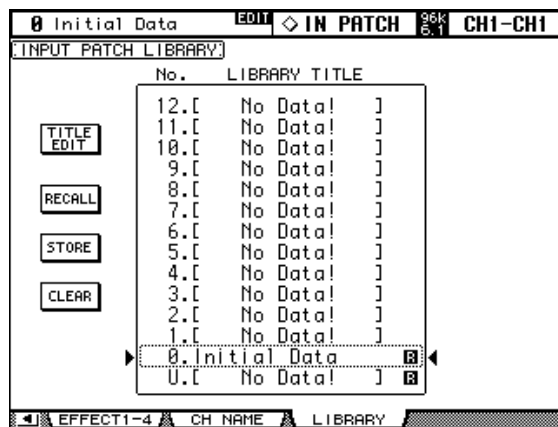 0 Initial Data EDIT ◇ IN PATCH 96k 6.1 CH1-CH1
INPUT PATCH LIBRARY
No. LIBRARY TITLE
12.[ No Data! ]
11.[ No Data! ]
10.[ No Data! ]
9.[ No Data! ]
8.[ No Data! ]
7.[ No Data! ]
6.[ No Data! ]
5.[ No Data! ]
4.[ No Data! ]
3.[ No Data! ]
2.[ No Data! ]
1.[ No Data! ]
0.Initial Data R
U.[ No Data! ] R
TITLE
EDIT
RECALL
STORE
CLEAR
EFFECT1-4 CH NAME LIBRARY